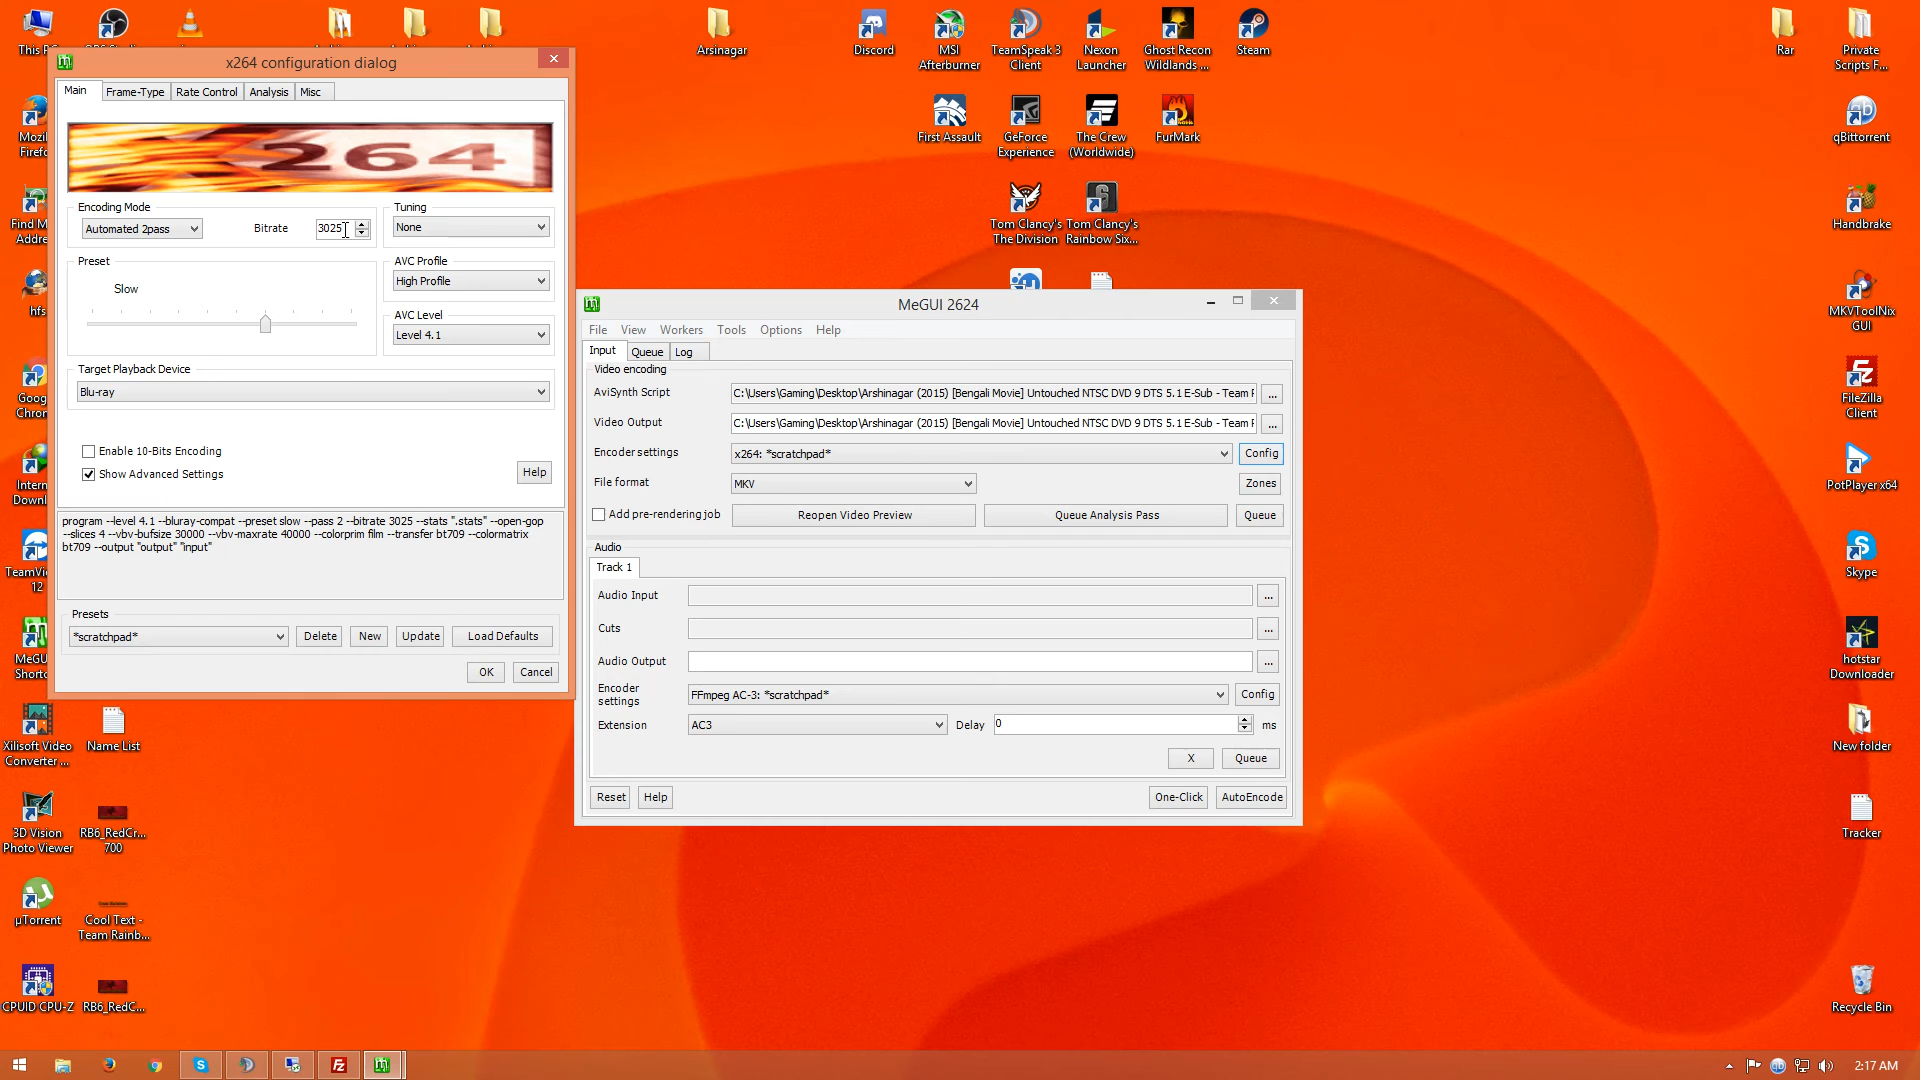 This PC
Arsinagar
Discord
MSI
Afterburner
TeamSpeak 3
Client
Nexon
Launcher
Ghost Recon
Wildlands ...
Steam
Rar
Private
Scripts F...
Mozil
Firefo
First Assault
GeForce
Experience
The Crew
(Worldwide)
FurMark
qBittorrent
Find M
Addre
Tom Clancy's
The Division
Tom Clancy's
Rainbow Six...
Handbrake
hfs
MKVToolNix
GUI
Goog
Chron
FileZilla
Client
Intern
Downl
PotPlayer x64
TeamVi
12
Skype
MeGU
Shortc
hotstar
Downloader
Xilisoft Video
Converter ...
Name List
New folder
3D Vision
Photo Viewer
RB6_RedCr...
700
Tracker
µTorrent
Cool Text -
Team Rainb...
CPUID CPU-Z
RB6_RedC...
Recycle Bin
x264 configuration dialog
Main
Frame-Type
Rate Control
Analysis
Misc
264
Encoding Mode
Automated 2pass
Bitrate
3025
Tuning
None
Preset
Slow
AVC Profile
High Profile
AVC Level
Level 4.1
Target Playback Device
Blu-ray
Enable 10-Bits Encoding
Show Advanced Settings
Help
program --level 4.1 --bluray-compat --preset slow --pass 2 --bitrate 3025 --stats ".stats" --open-gop
--slices 4 --vbv-bufsize 30000 --vbv-maxrate 40000 --colorprim film --transfer bt709 --colormatrix
bt709 --output "output" "input"
Presets
*scratchpad*
Delete
New
Update
Load Defaults
OK
Cancel
MeGUI 2624
File View Workers Tools Options Help
Input
Queue
Log
Video encoding
AviSynth Script
C:\Users\Gaming\Desktop\Arshinagar (2015) [Bengali Movie] Untouched NTSC DVD 9 DTS 5.1 E-Sub - Team F
...
Video Output
C:\Users\Gaming\Desktop\Arshinagar (2015) [Bengali Movie] Untouched NTSC DVD 9 DTS 5.1 E-Sub - Team F
...
Encoder settings
x264: *scratchpad*
Config
File format
MKV
Zones
Add pre-rendering job
Reopen Video Preview
Queue Analysis Pass
Queue
Audio
Track 1
Audio Input
...
Cuts
...
Audio Output
...
Encoder
settings
FFmpeg AC-3: *scratchpad*
Config
Extension
AC3
Delay
0
ms
X
Queue
Reset
Help
One-Click
AutoEncode
2:17 AM